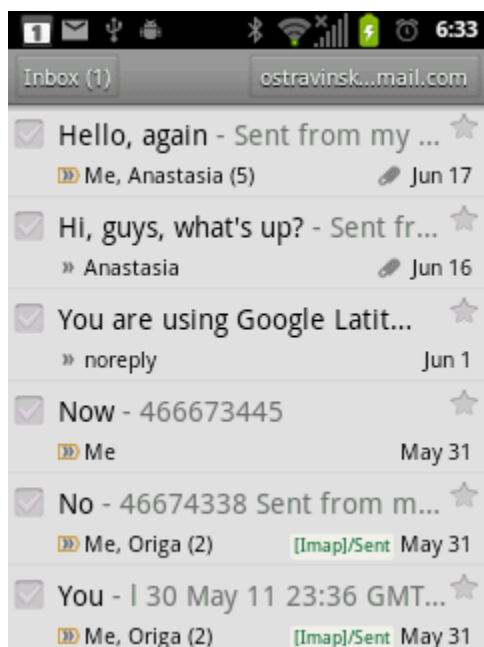 1 6:33
Inbox (1) ostravinsk...mail.com
Hello, again - Sent from my ...
Me, Anastasia (5) Jun 17
Hi, guys, what's up? - Sent fr...
» Anastasia Jun 16
You are using Google Latit...
» noreply Jun 1
Now - 466673445
Me May 31
No - 46674338 Sent from m...
Me, Origa (2) [Imap]/Sent May 31
You - l 30 May 11 23:36 GMT...
Me, Origa (2) [Imap]/Sent May 31